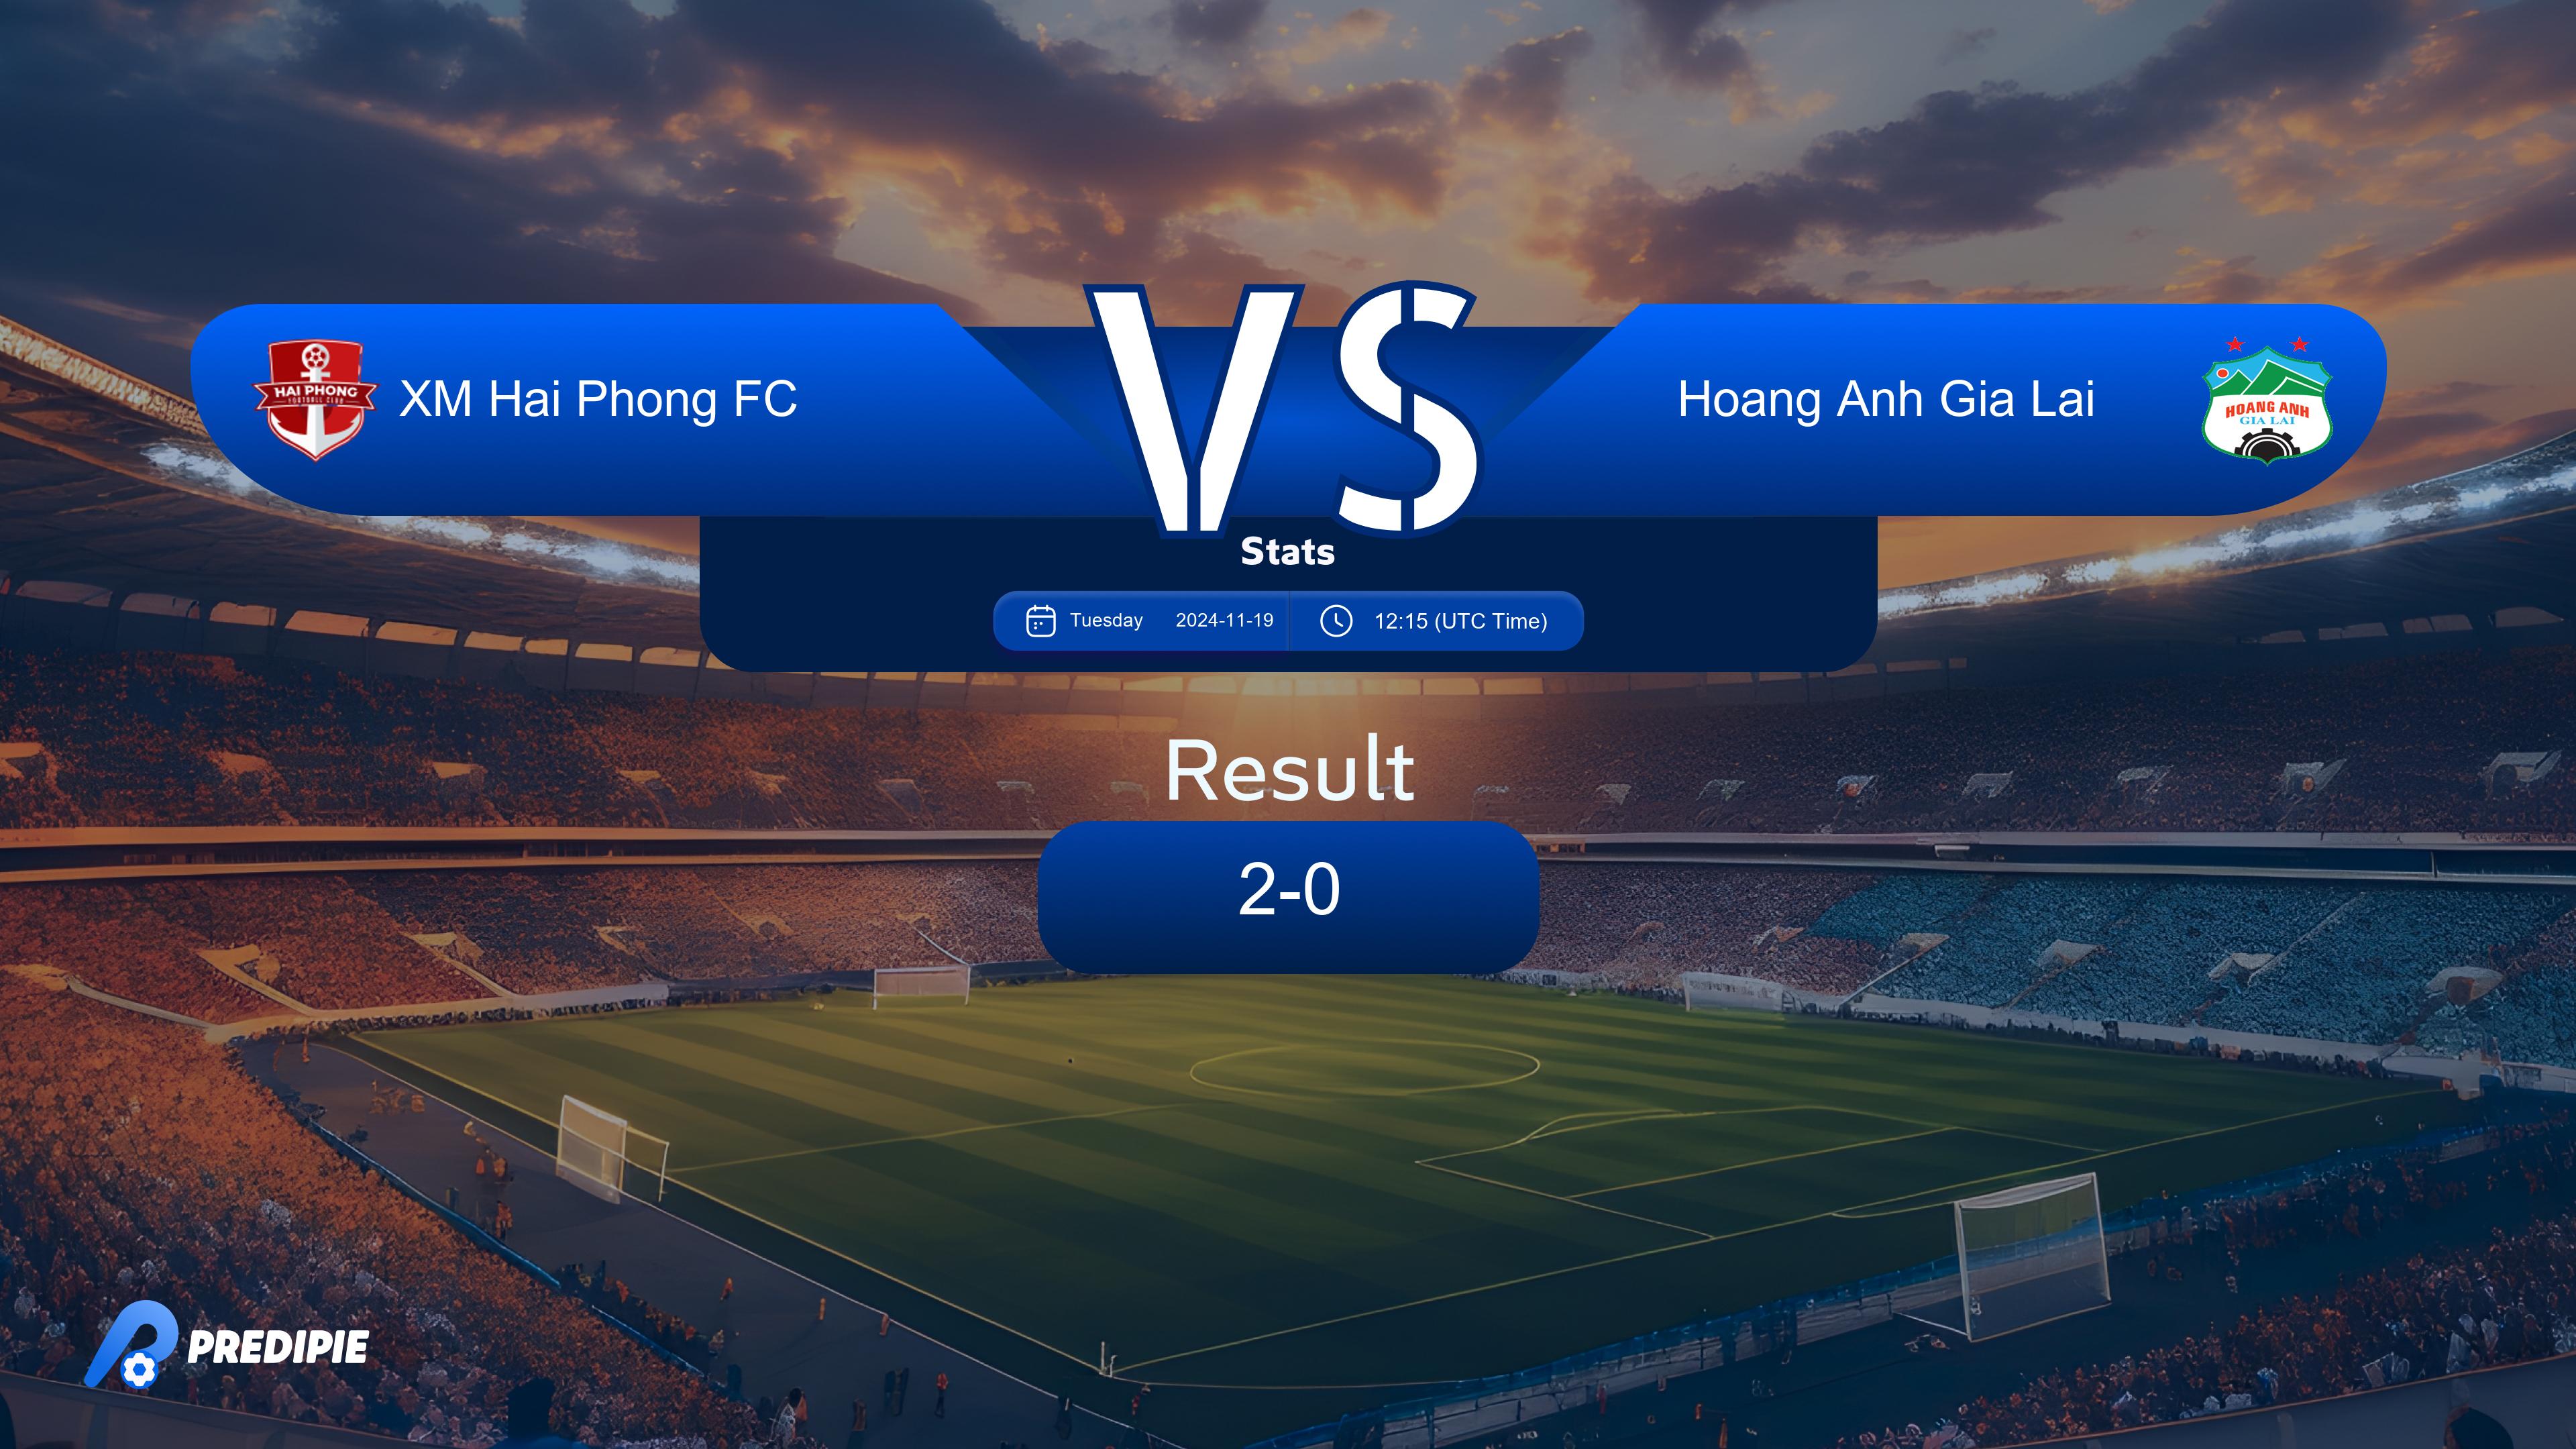 HAI PHONG
FOOTBALL CLUB
XM Hai Phong FC
VS
Hoang Anh Gia Lai
HOANG ANH
GIA LAI
Stats
Tuesday 2024-11-19 12:15 (UTC Time)
Result
2-0
PREDIPIE